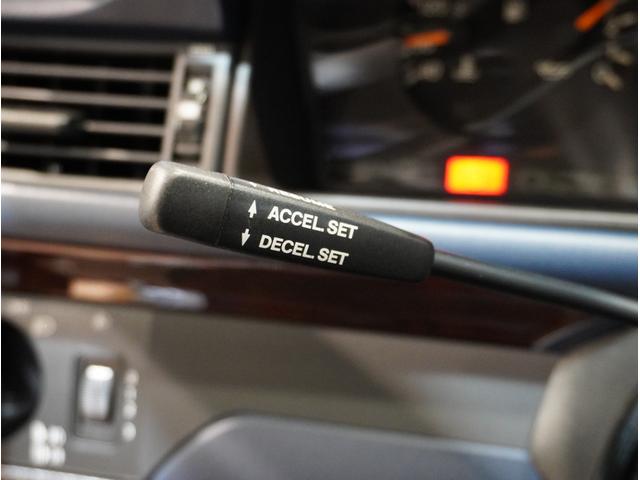 ↑ ACCEL. SET
↓ DECEL. SET